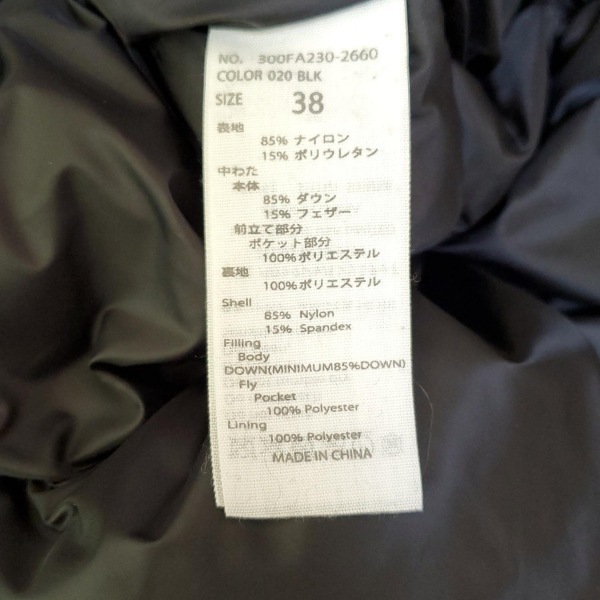 NO. 300FA230-2660
COLOR 020 BLK
SIZE 38
表地
85% ナイロン
15% ポリウレタン
中わた
本体
85% ダウン
15% フェザー
前立て部分
ポケット部分
100%ポリエステル
裏地
100%ポリエステル
Shell
85% Nylon
15% Spandex
Filling
Body
DOWN(MINIMUM85%DOWN)
Fly
Pocket
100% Polyester
Lining
100% Polyester
MADE IN CHINA